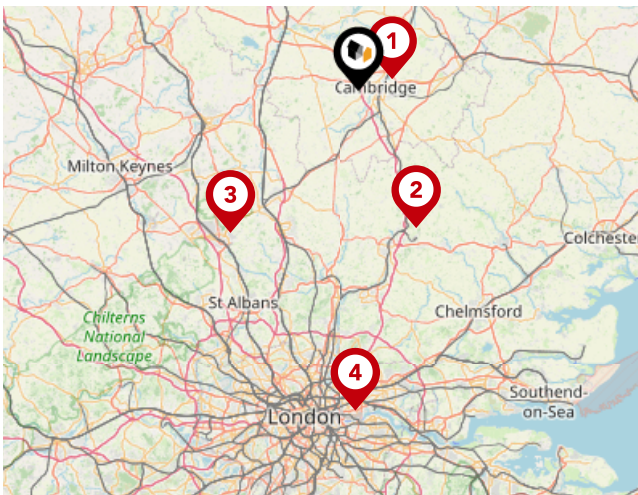 1
Cambridge
Milton Keynes
3
2
Colchester
St Albans
Chilterns
National
Landscape
Chelmsford
4
London
Southend-
on-Sea